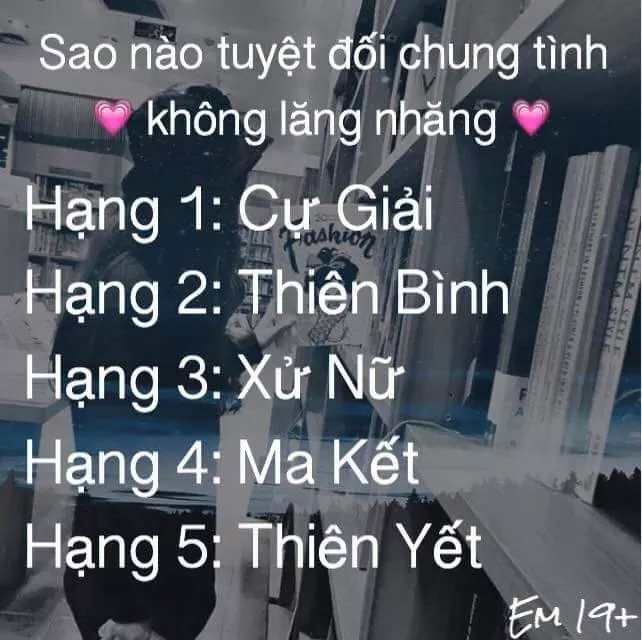 Sao nào tuyệt đối chung tình
💗 không lăng nhăng 💗
Hạng 1: Cự Giải
Fashion
Hạng 2: Thiên Bình
Hạng 3: Xử Nữ
Hạng 4: Ma Kết
Hạng 5: Thiên Yết
EM 19+